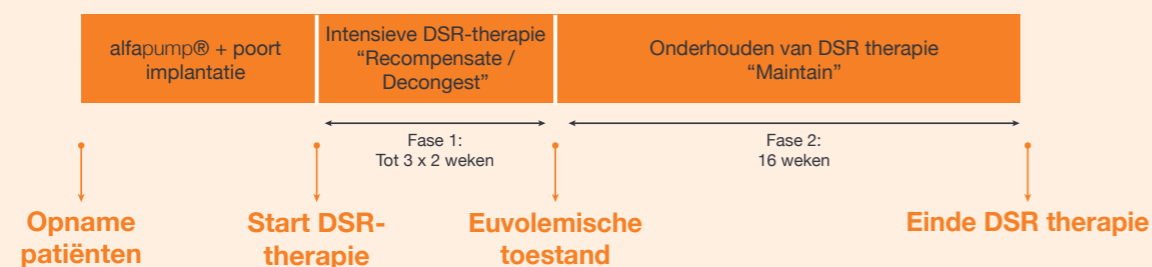 alfapump® + poort
implantatie
Intensieve DSR-therapie
“Recompensate /
Decongest”
Onderhouden van DSR therapie
“Maintain”
Fase 1:
Tot 3 x 2 weken
Fase 2:
16 weken
Opname
patiënten
Start DSR-
therapie
Euvolemische
toestand
Einde DSR therapie